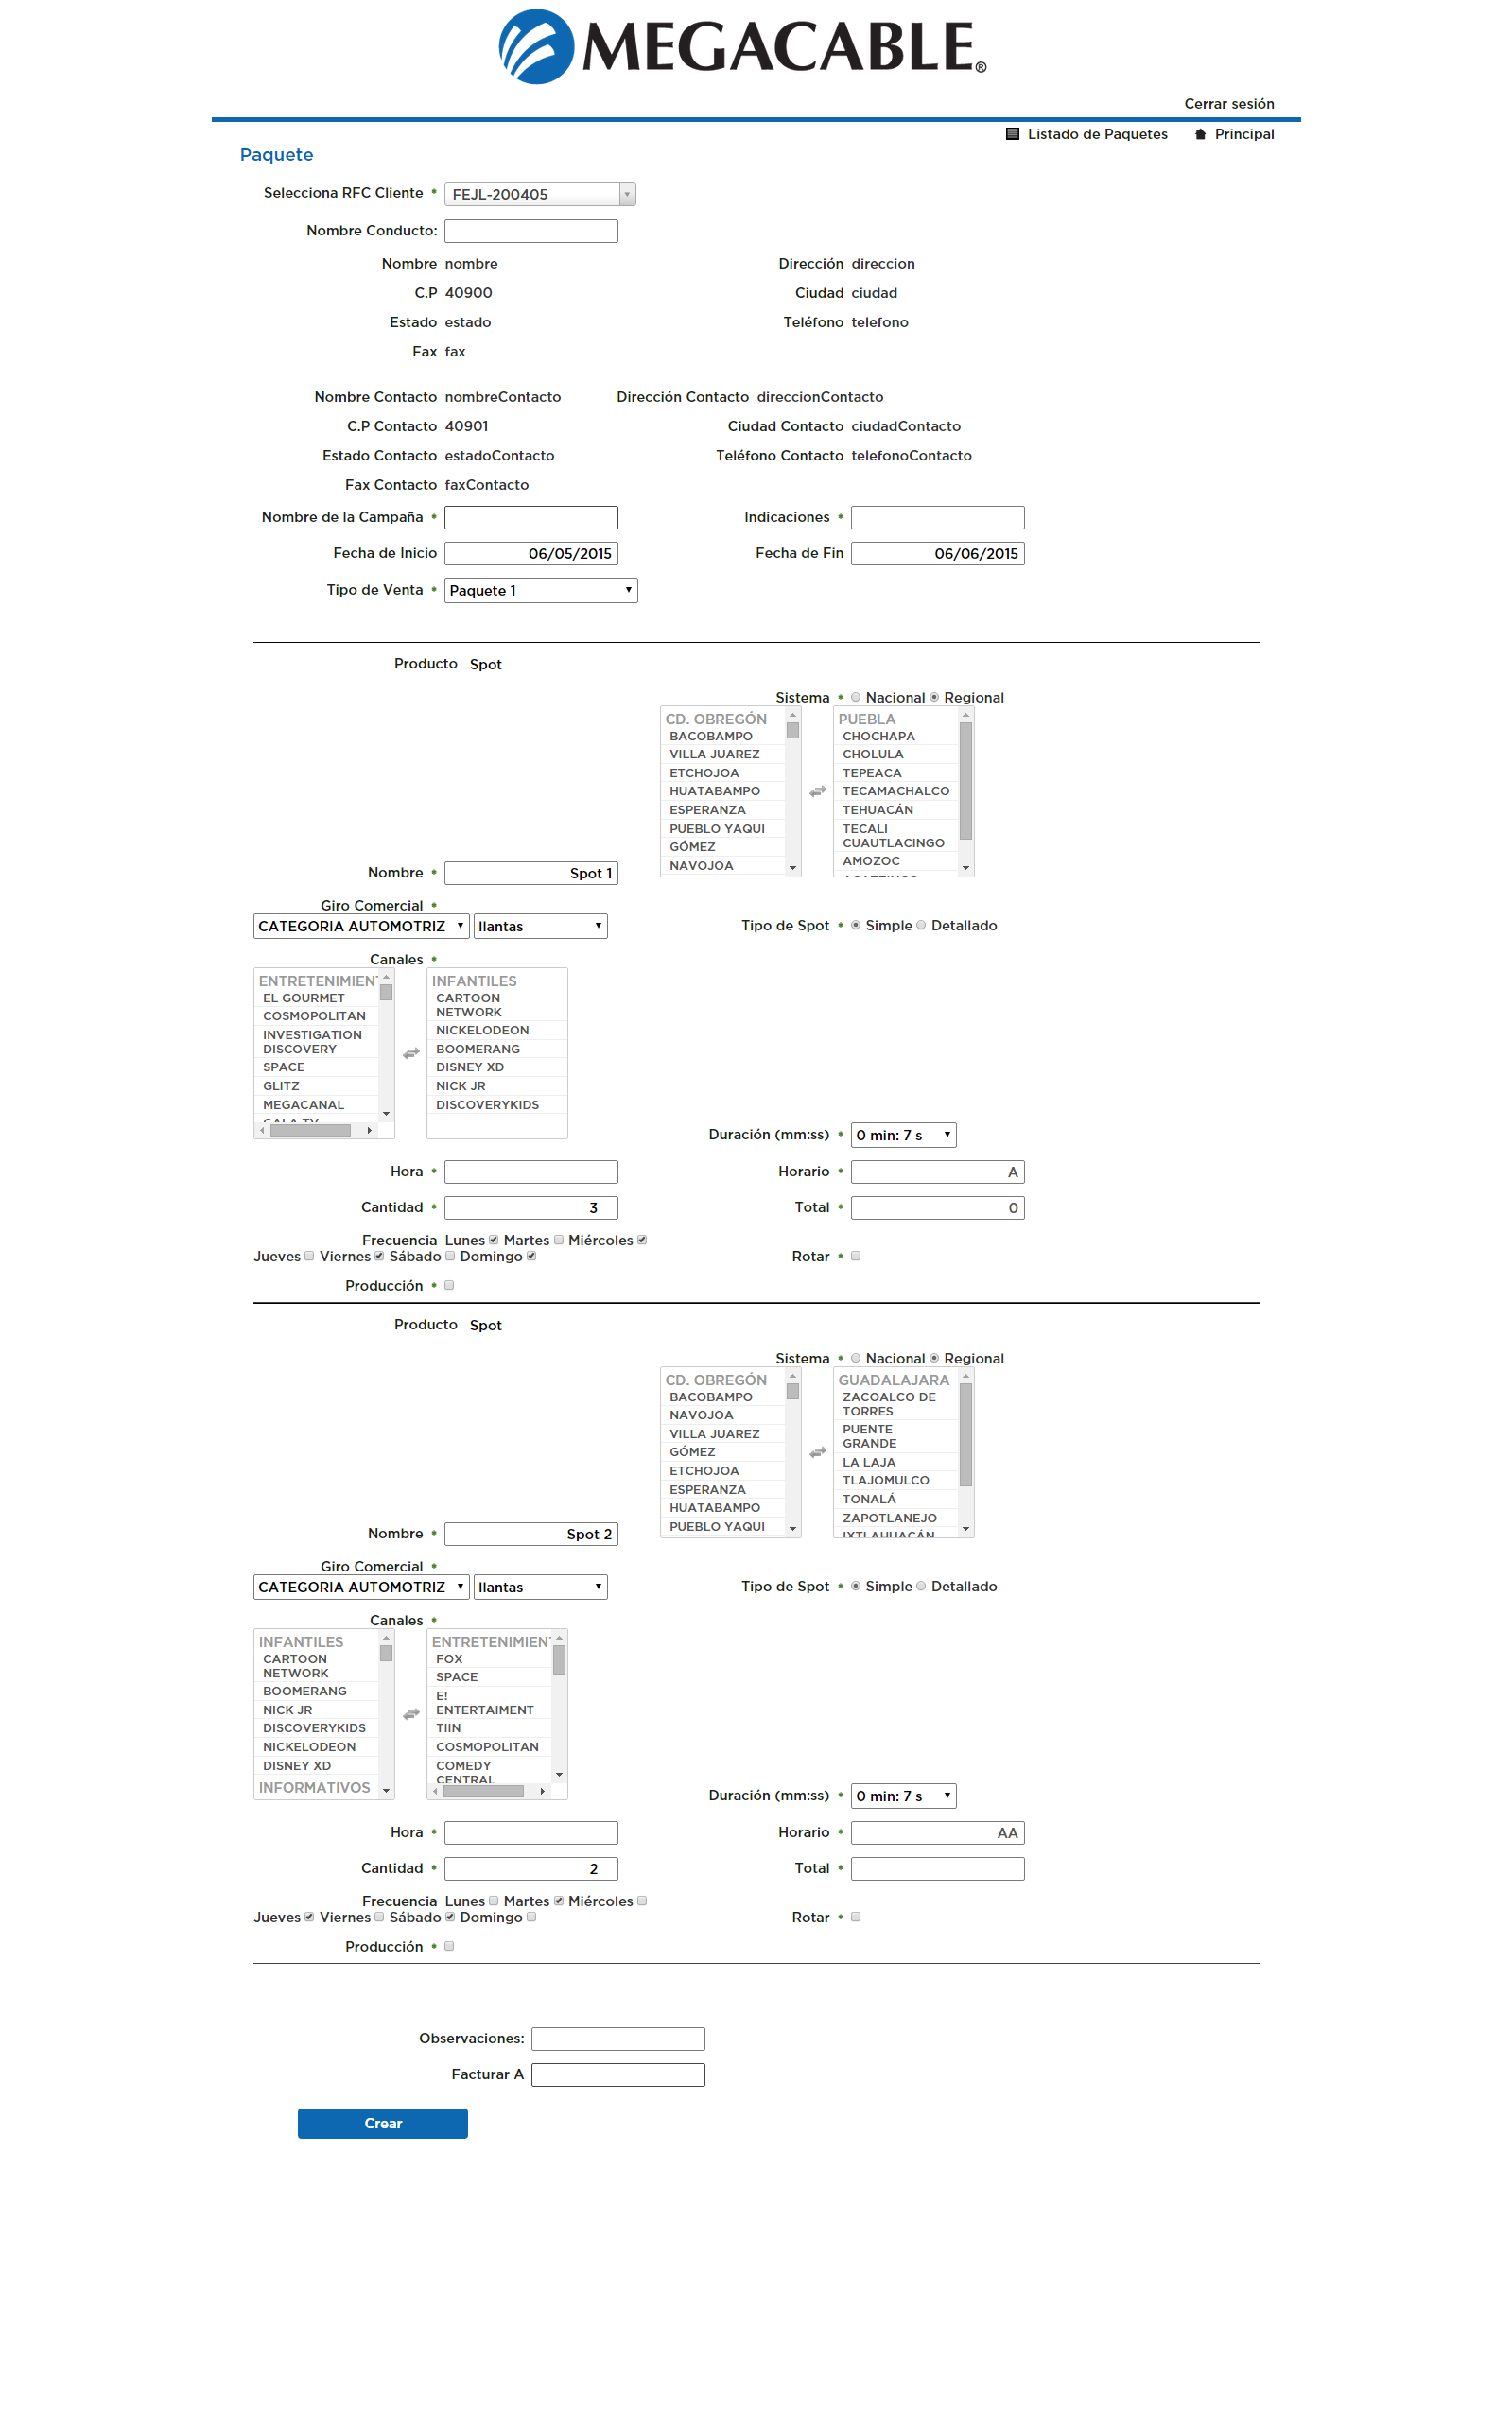 MEGACABLE®
Cerrar sesión
Listado de Paquetes Principal
Paquete
Selecciona RFC Cliente * FEJL-200405
Nombre Conducto:
Nombre nombre Dirección direccion
C.P 40900 Ciudad ciudad
Estado estado Teléfono telefono
Fax fax
Nombre Contacto nombreContacto Dirección Contacto direccionContacto
C.P Contacto 40901 Ciudad Contacto ciudadContacto
Estado Contacto estadoContacto Teléfono Contacto telefonoContacto
Fax Contacto faxContacto
Nombre de la Campaña * Indicaciones *
Fecha de Inicio 06/05/2015 Fecha de Fin 06/06/2015
Tipo de Venta * Paquete 1
Producto Spot
Sistema * Nacional Regional
CD. OBREGÓN
BACOBAMPO
VILLA JUAREZ
ETCHOJOA
HUATABAMPO
ESPERANZA
PUEBLO YAQUI
GÓMEZ
NAVOJOA
PUEBLA
CHOCHAPA
CHOLULA
TEPEACA
TECAMACHALCO
TEHUACÁN
TECALI
CUAUTLACINGO
AMOZOC
Nombre * Spot 1
Giro Comercial *
CATEGORIA AUTOMOTRIZ llantas Tipo de Spot * Simple Detallado
Canales *
ENTRETENIMIEN
EL GOURMET
COSMOPOLITAN
INVESTIGATION
DISCOVERY
SPACE
GLITZ
MEGACANAL
GALA TV
INFANTILES
CARTOON
NETWORK
NICKELODEON
BOOMERANG
DISNEY XD
NICK JR
DISCOVERYKIDS
Duración (mm:ss) * 0 min: 7 s
Hora * Horario * A
Cantidad * 3 Total * 0
Frecuencia Lunes Martes Miércoles
Jueves Viernes Sábado Domingo Rotar *
Producción *
Producto Spot
Sistema * Nacional Regional
CD. OBREGÓN
BACOBAMPO
NAVOJOA
VILLA JUAREZ
GÓMEZ
ETCHOJOA
ESPERANZA
HUATABAMPO
PUEBLO YAQUI
GUADALAJARA
ZACOALCO DE
TORRES
PUENTE
GRANDE
LA LAJA
TLAJOMULCO
TONALÁ
ZAPOTLANEJO
IXTLAHUACÁN
Nombre * Spot 2
Giro Comercial *
CATEGORIA AUTOMOTRIZ llantas Tipo de Spot * Simple Detallado
Canales *
INFANTILES
CARTOON
NETWORK
BOOMERANG
NICK JR
DISCOVERYKIDS
NICKELODEON
DISNEY XD
INFORMATIVOS
ENTRETENIMIEN
FOX
SPACE
E!
ENTERTAIMENT
TIIN
COSMOPOLITAN
COMEDY
CENTRAL
Duración (mm:ss) * 0 min: 7 s
Hora * Horario * AA
Cantidad * 2 Total *
Frecuencia Lunes Martes Miércoles
Jueves Viernes Sábado Domingo Rotar *
Producción *
Observaciones:
Facturar A
Crear